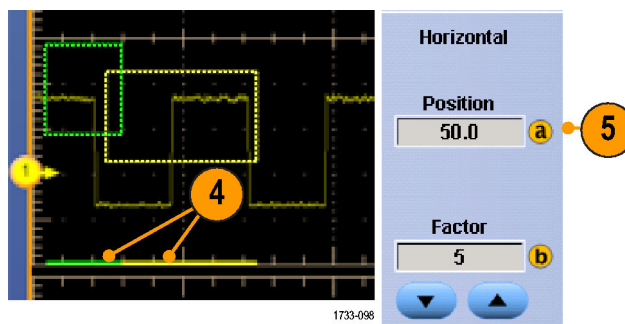 1
4
Horizontal
Position
50.0 a
5
Factor
5 b
1733-098